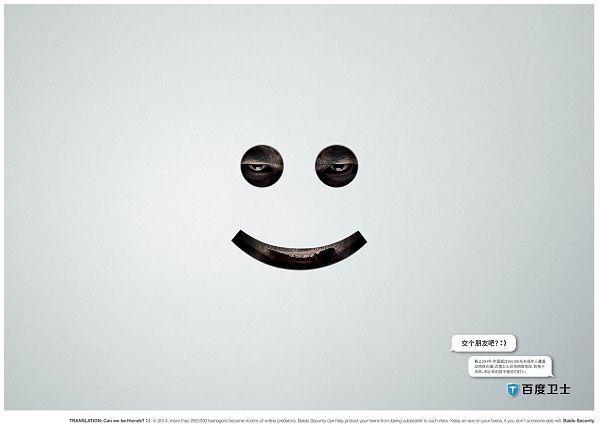 交个朋友吧?:)
百度卫士
TRANSLATION: Can we be friends? :) In 2014, more than 260,000 teenagers became victims of online predators. Baidu Security can help protect your teens from being vulnerable to such risks. Keep an eye on your teens, if you don't someone else will. Baidu Security